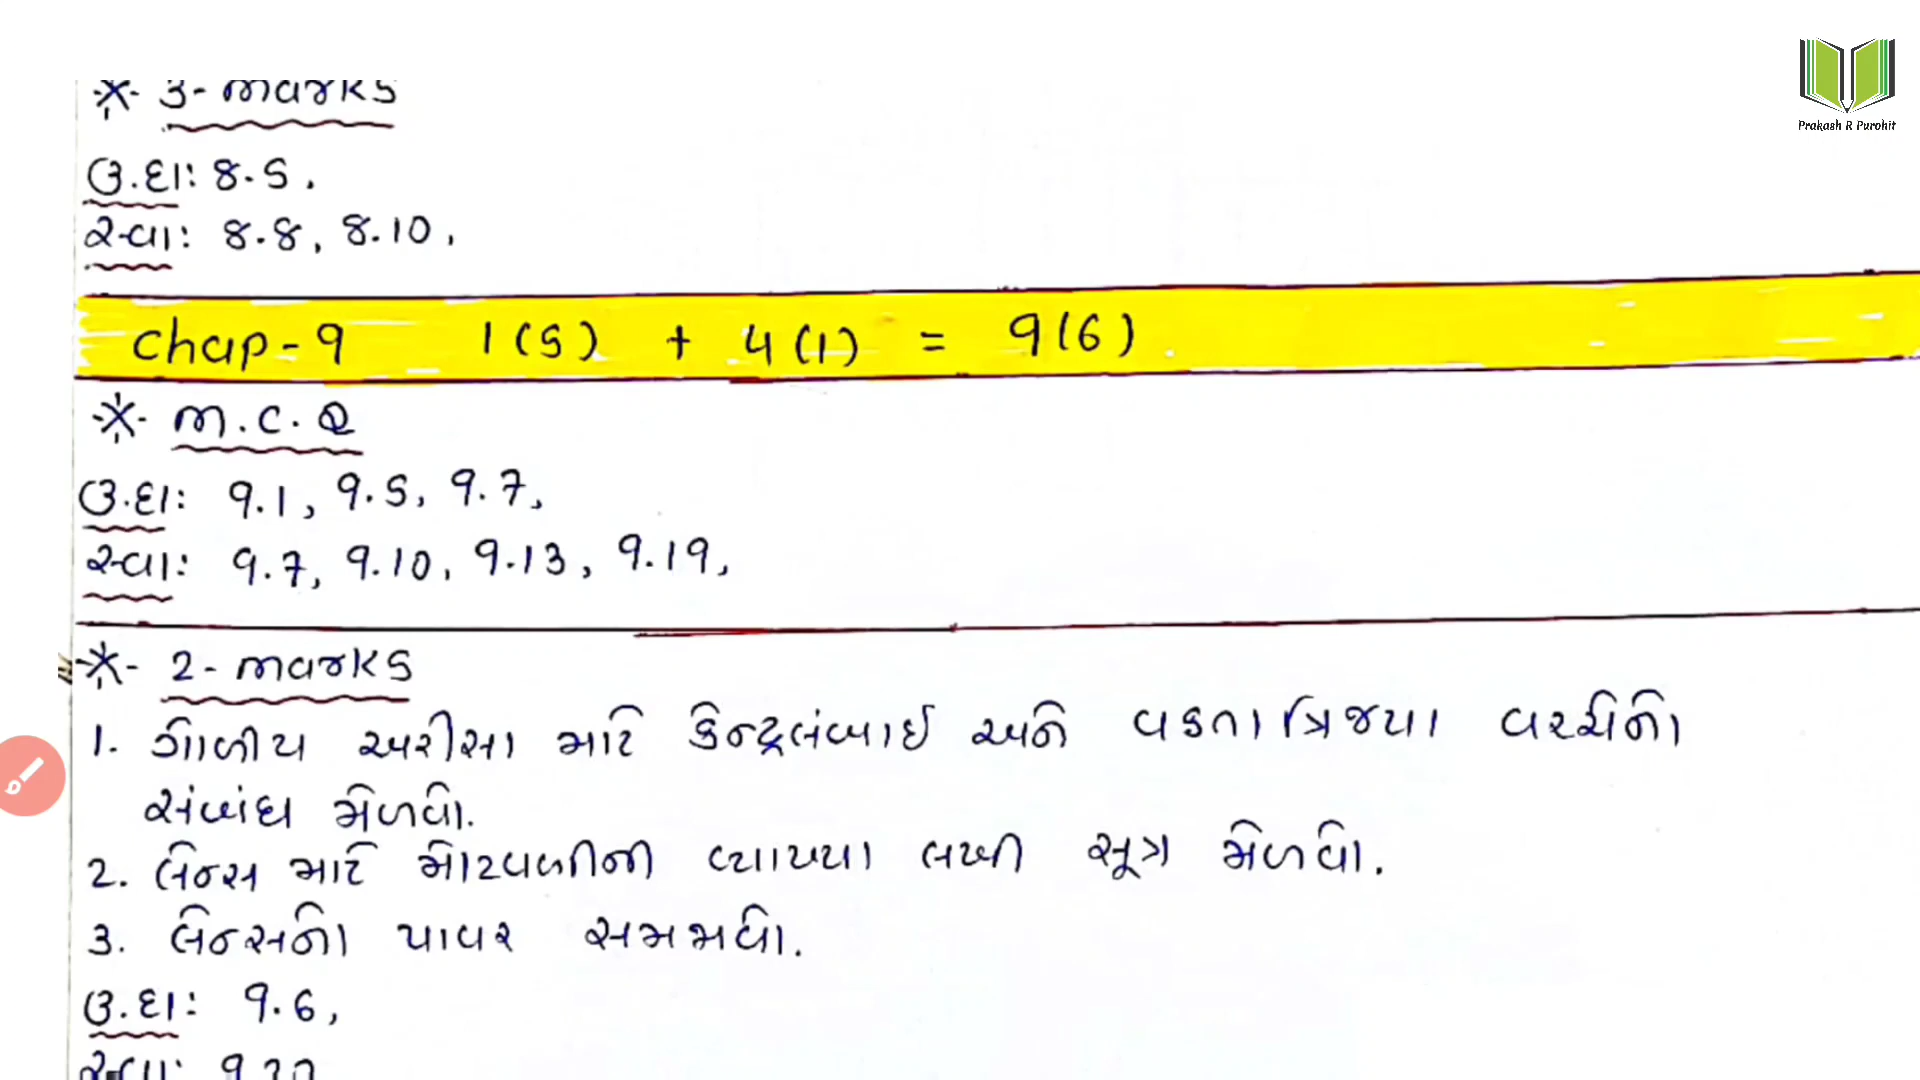 3- marks
ઉ.દા: 8.5.
સ્વા: 8.8, 8.10,
chap-9 1(5) + 4(1) = 9(6)
M.C.Q
ઉ.દા: 9.1, 9.5, 9.7,
સ્વા: 9.7, 9.10, 9.13, 9.19,
2- marks
1. ગોળીય અરીસા માટે કેન્દ્રલંબાઈ અને વક્રતા ત્રિજ્યા વચ્ચેનો
સંબંધ મેળવો.
2. લેન્સ માટે મોટવણીની વ્યાખ્યા લખી સૂત્ર મેળવો.
3. લેન્સનો પાવર સમજાવો.
ઉ.દા: 9.6,
સ્વા:
Prakash R Purohit